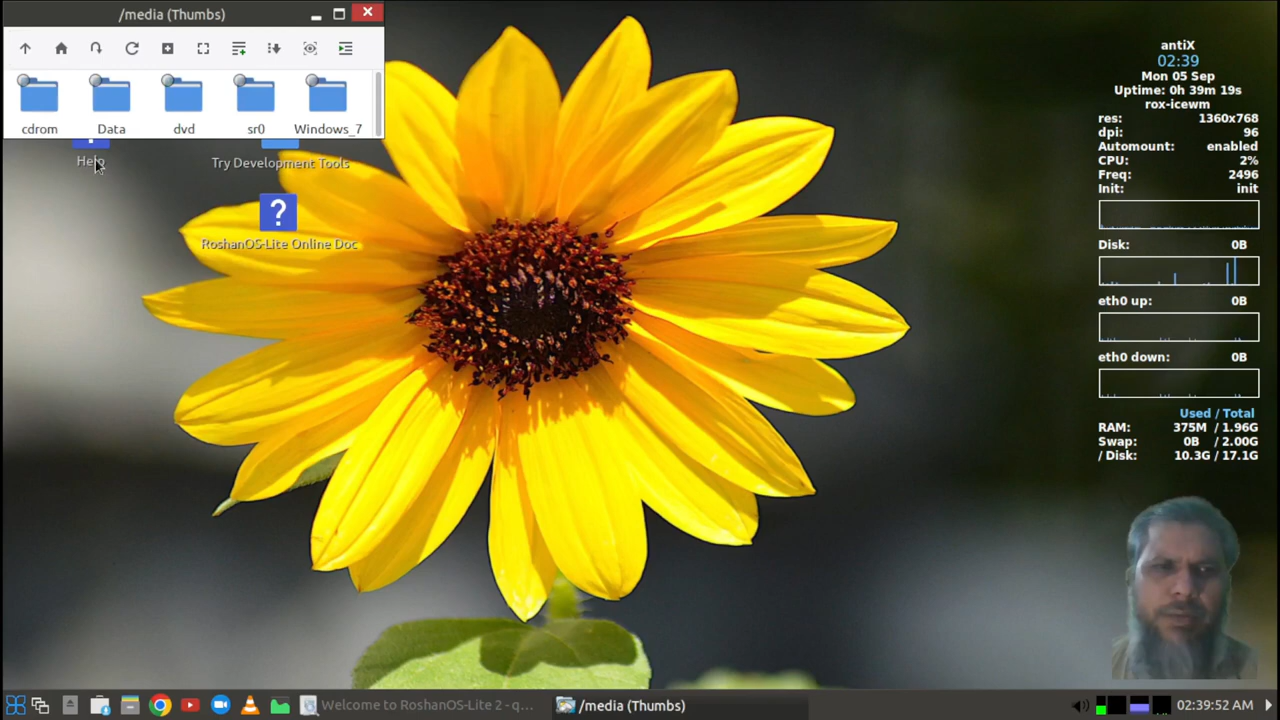 /media (Thumbs)
cdrom
Data
dvd
sr0
Windows_7
Help
Try Development Tools
?
RoshanOS-Lite Online Doc
antiX
02:39
Mon 05 Sep
Uptime: 0h 39m 19s
rox-icewm
res: 1360x768
dpi: 96
Automount: enabled
CPU: 2%
Freq: 2496
Init: init
Disk: 0B
eth0 up: 0B
eth0 down: 0B
Used / Total
RAM: 375M / 1.96G
Swap: 0B / 2.00G
/ Disk: 10.3G / 17.1G
Welcome to RoshanOS-Lite 2 - q...
/media (Thumbs)
02:39:52 AM